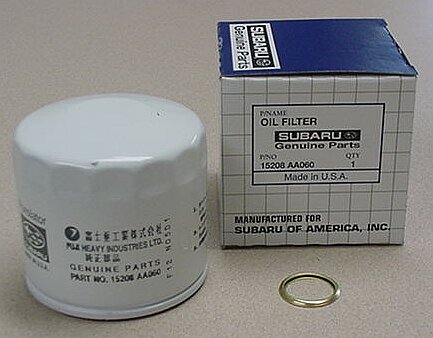 SUBARU
Genuine Parts
P/NAME
OIL FILTER
SUBARU
Genuine Parts
P/NO
QTY
15208 AA060
1
Made in U.S.A.
MANUFACTURED FOR
SUBARU OF AMERICA, INC.
富士重工業株式会社
FUJI HEAVY INDUSTRIES LTD.
純正部品
GENUINE PARTS
PART NO. 15208 AA060